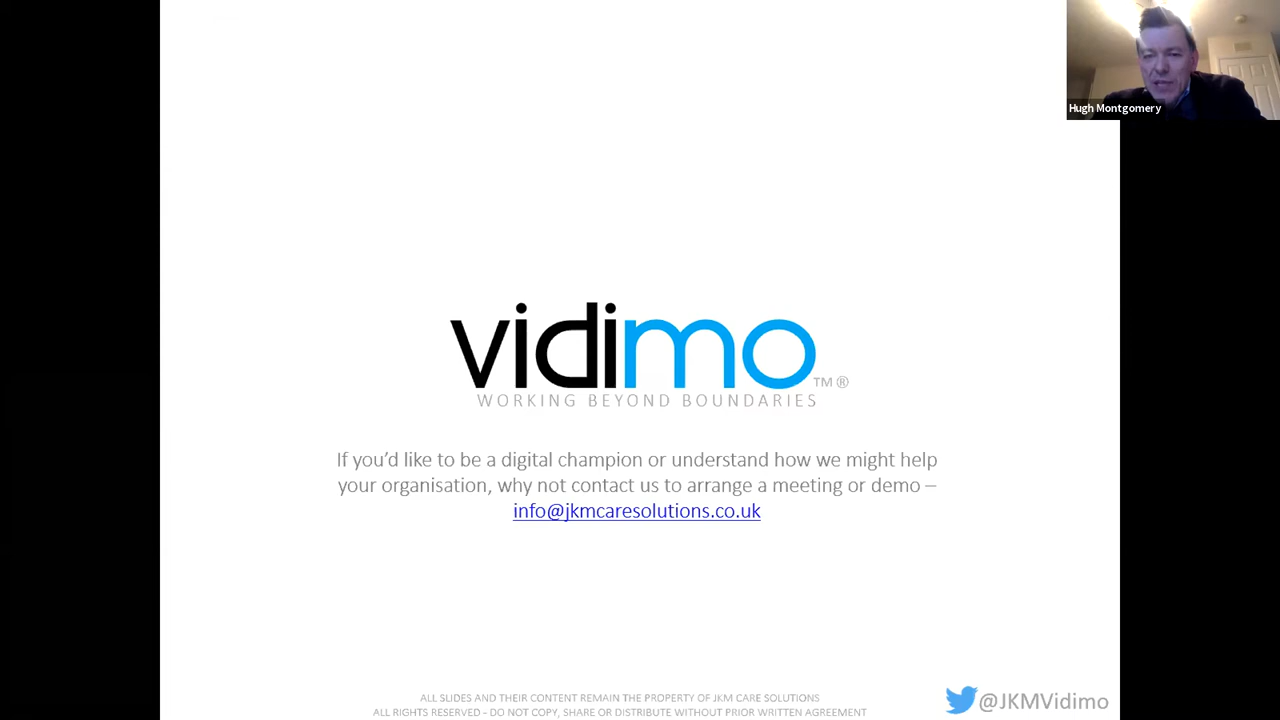 Hugh Montgomery
vidimo
TM®
WORKING BEYOND BOUNDARIES
If you’d like to be a digital champion or understand how we might help
your organisation, why not contact us to arrange a meeting or demo –
info@jkmcaresolutions.co.uk
ALL SLIDES AND THEIR CONTENT REMAIN THE PROPERTY OF JKM CARE SOLUTIONS
ALL RIGHTS RESERVED - DO NOT COPY, SHARE OR DISTRIBUTE WITHOUT PRIOR WRITTEN AGREEMENT
@JKMVidimo